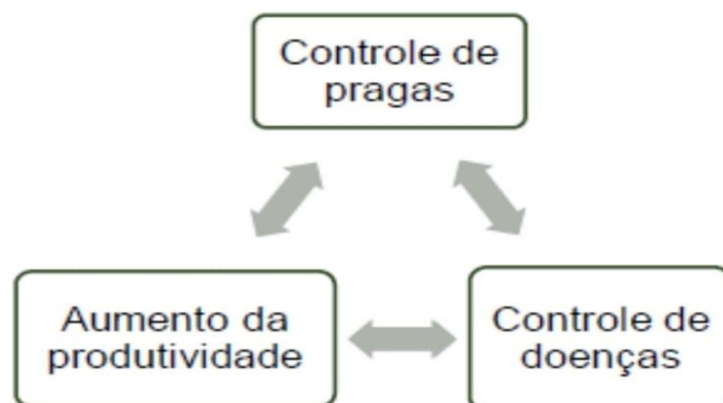 Controle de
pragas
Aumento da
produtividade
Controle de
doenças